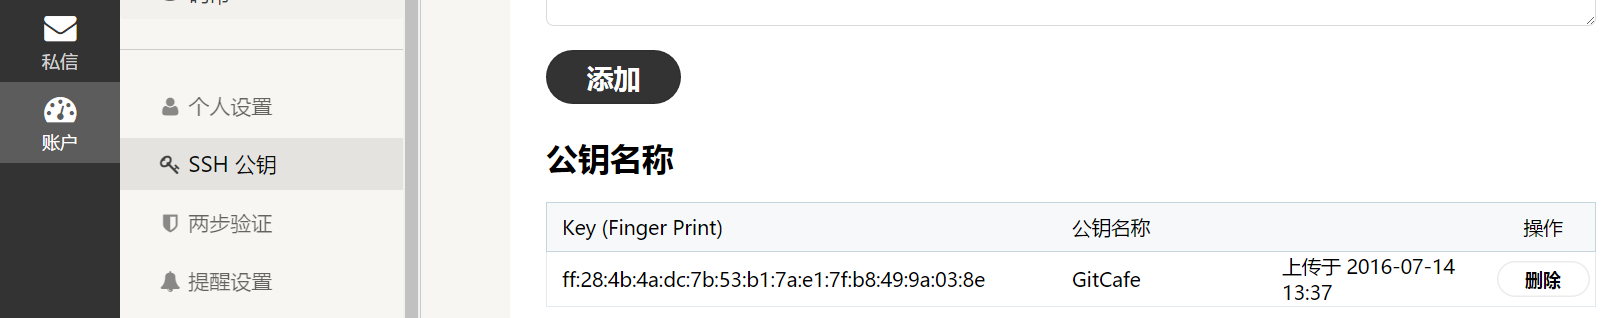 私信
账户
个人设置
SSH 公钥
两步验证
提醒设置
添加
公钥名称
Key (Finger Print) 公钥名称 操作
ff:28:4b:4a:dc:7b:53:b1:7a:e1:7f:b8:49:9a:03:8e GitCafe 上传于 2016-07-14 删除
13:37